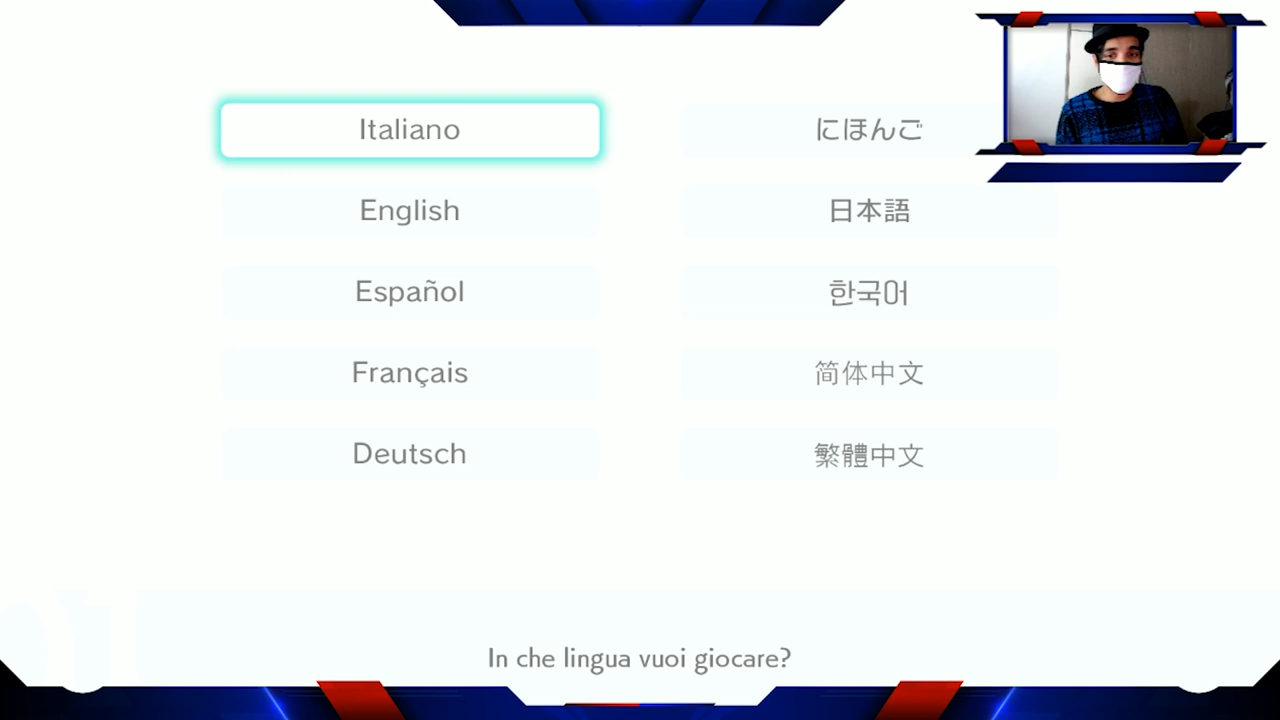 Italiano
English
Español
Français
Deutsch
にほんご
日本語
한국어
简体中文
繁體中文
In che lingua vuoi giocare?